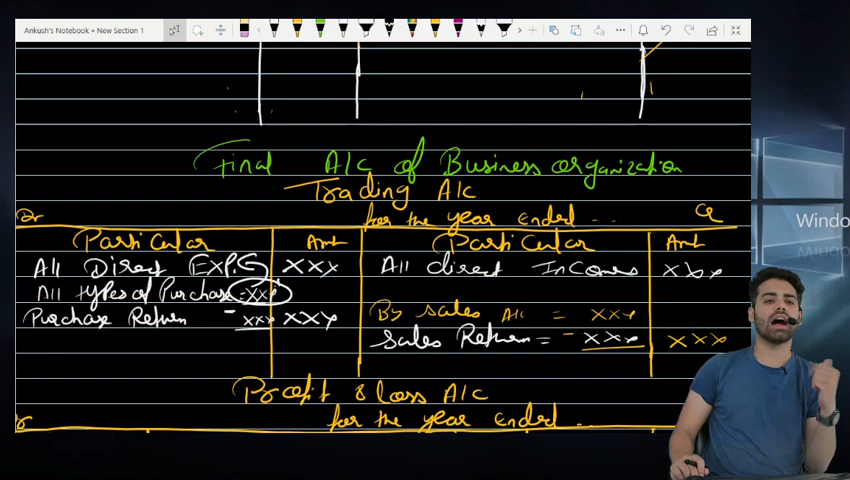 Ankush's Notebook » New Section 1
Final A/c of Business organization
Trading A/c
for the year ended ...
Dr
Cr
Particular Amt Particular Amt
All Direct EXPS xxx All direct Incomes xxx
All types of Purchase = xxx
By sales A/c = xxx
Purchase Return - xxx xxx
Sales Return = - xxx xxx
Profit & loss A/c
for the year ended ...
Windo